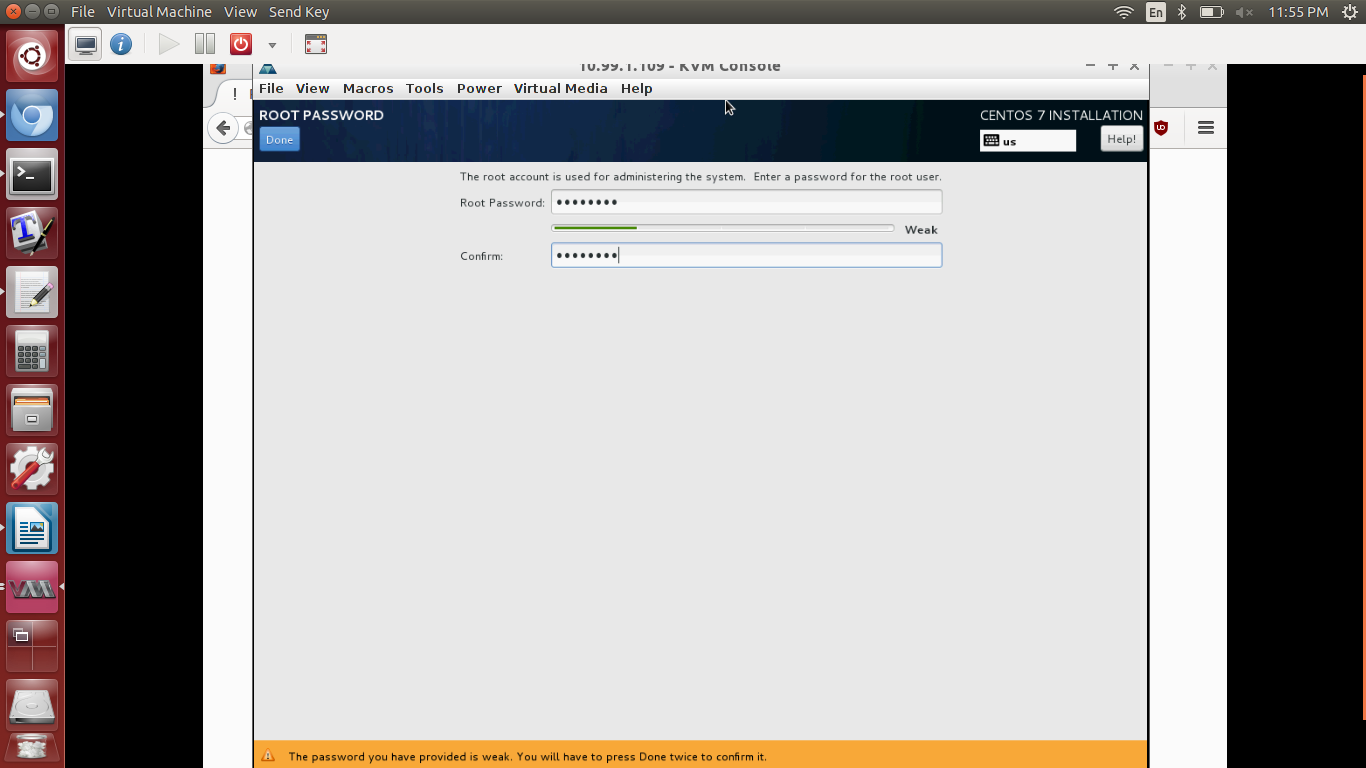 File Virtual Machine View Send Key
En
11:55 PM
10.99.1.109 - KVM Console
File View Macros Tools Power Virtual Media Help
ROOT PASSWORD
CENTOS 7 INSTALLATION
Done
us
Help!
The root account is used for administering the system. Enter a password for the root user.
Root Password: ••••••••
Weak
Confirm: ••••••••
The password you have provided is weak. You will have to press Done twice to confirm it.